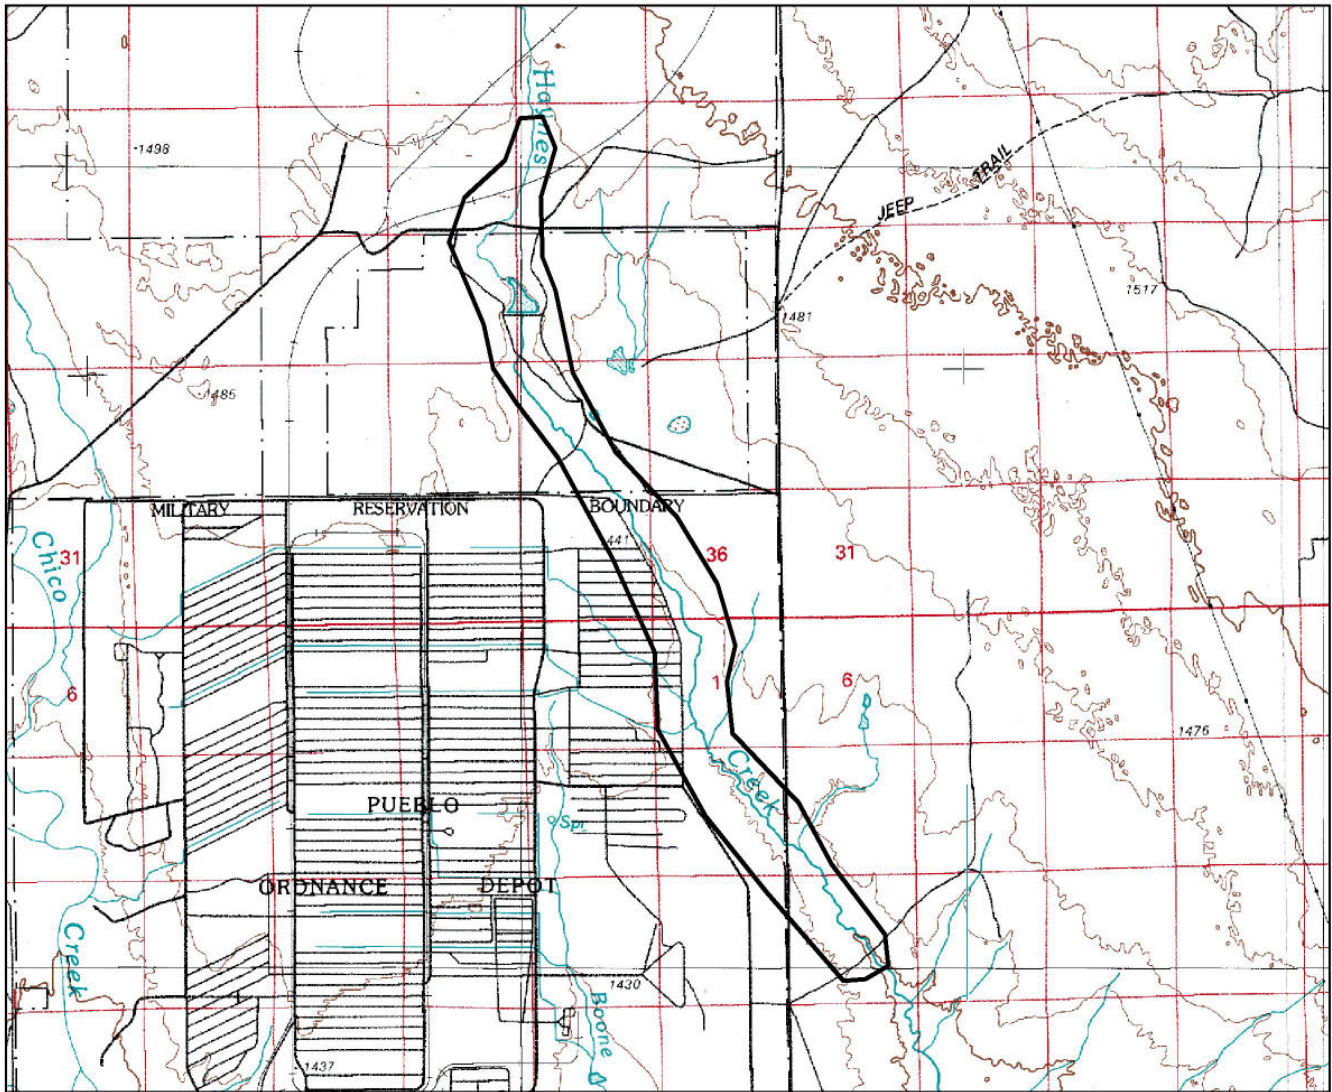 Haynes
1498
TRAIL
JEEP
1517
1481
1485
MILITARY RESERVATION BOUNDARY
Chico
31
441
36
31
6
1
6
1476
Creek
PUEBLO
Spr
ORDNANCE DEPOT
Creek
1430
Boone
1437